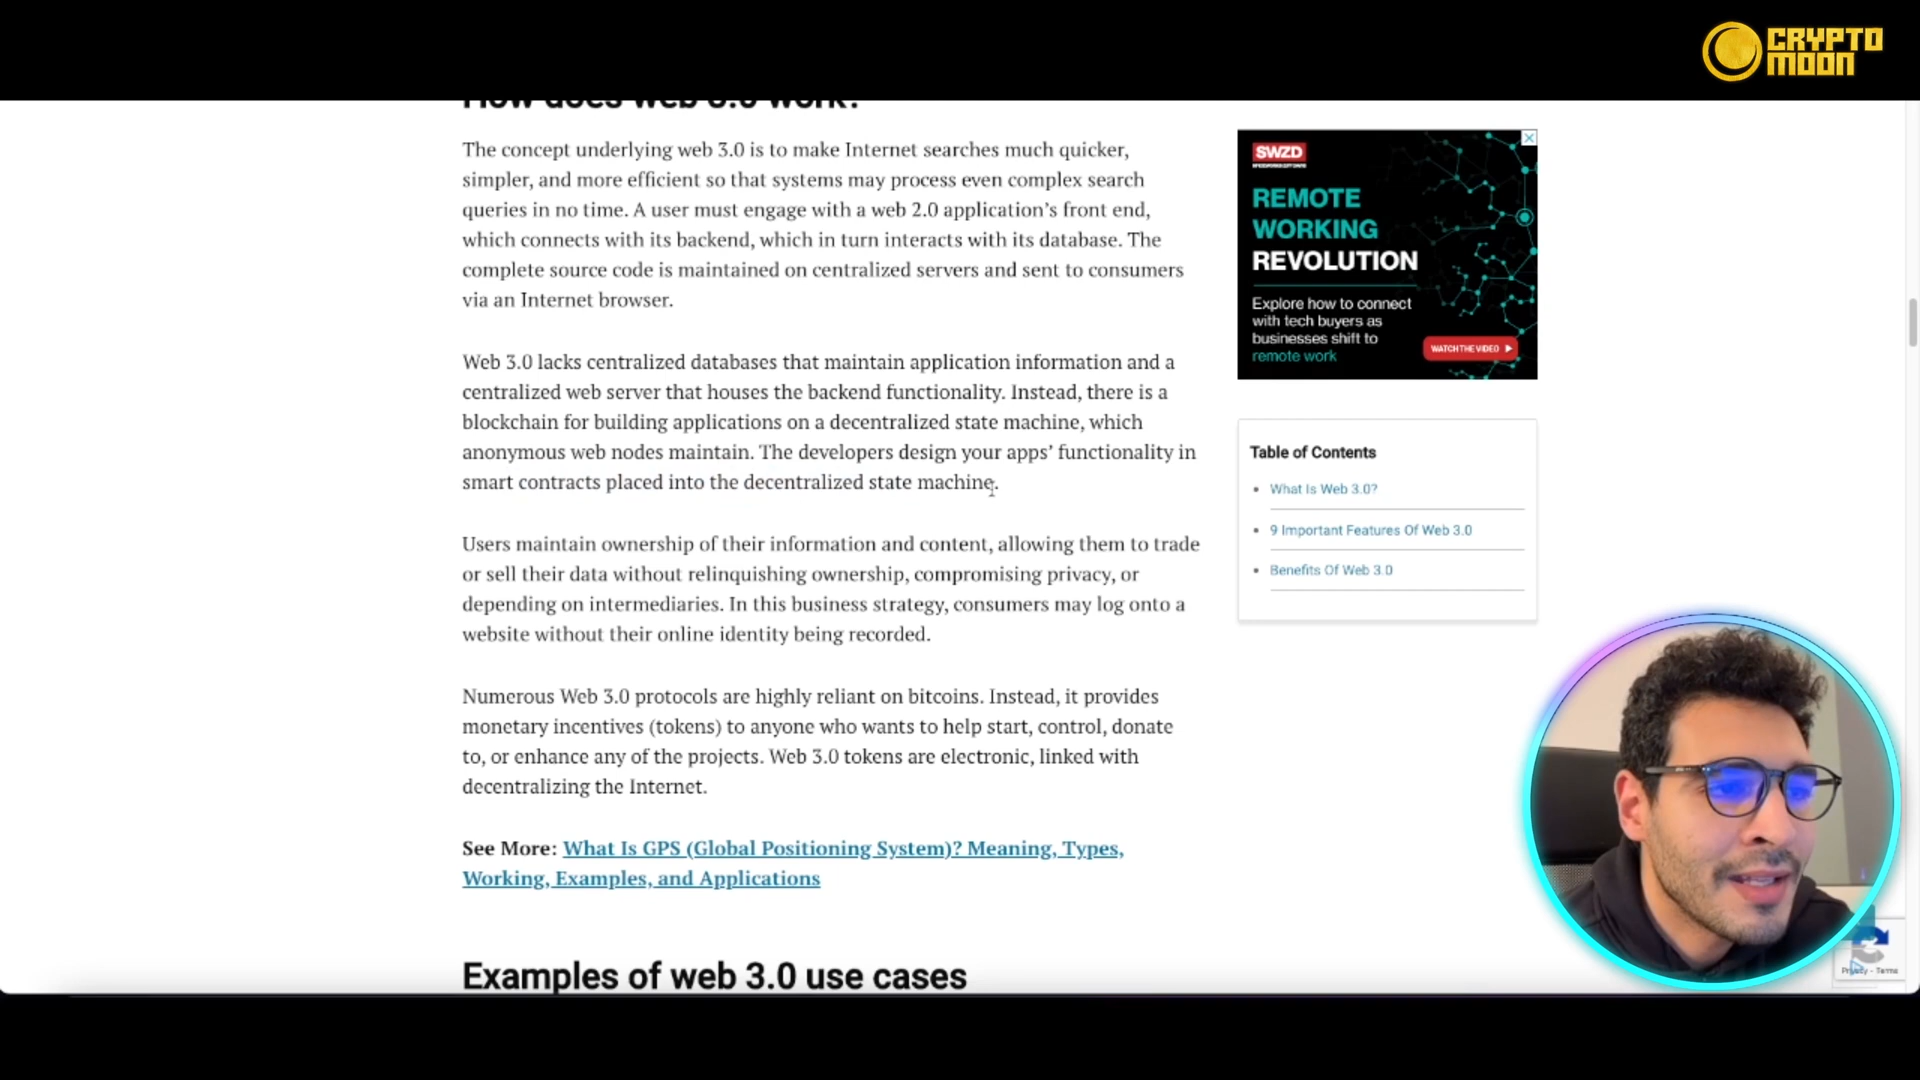 CRYPTO
MOON
How does web 3.0 work?
The concept underlying web 3.0 is to make Internet searches much quicker,
simpler, and more efficient so that systems may process even complex search
queries in no time. A user must engage with a web 2.0 application’s front end,
which connects with its backend, which in turn interacts with its database. The
complete source code is maintained on centralized servers and sent to consumers
via an Internet browser.
Web 3.0 lacks centralized databases that maintain application information and a
centralized web server that houses the backend functionality. Instead, there is a
blockchain for building applications on a decentralized state machine, which
anonymous web nodes maintain. The developers design your apps’ functionality in
smart contracts placed into the decentralized state machine.
Users maintain ownership of their information and content, allowing them to trade
or sell their data without relinquishing ownership, compromising privacy, or
depending on intermediaries. In this business strategy, consumers may log onto a
website without their online identity being recorded.
Numerous Web 3.0 protocols are highly reliant on bitcoins. Instead, it provides
monetary incentives (tokens) to anyone who wants to help start, control, donate
to, or enhance any of the projects. Web 3.0 tokens are electronic, linked with
decentralizing the Internet.
See More: What Is GPS (Global Positioning System)? Meaning, Types,
Working, Examples, and Applications
Examples of web 3.0 use cases
SWZD
REMOTE
WORKING
REVOLUTION
Explore how to connect
with tech buyers as
businesses shift to
remote work
WATCH THE VIDEO
Table of Contents
What Is Web 3.0?
9 Important Features Of Web 3.0
Benefits Of Web 3.0
Privacy - Terms